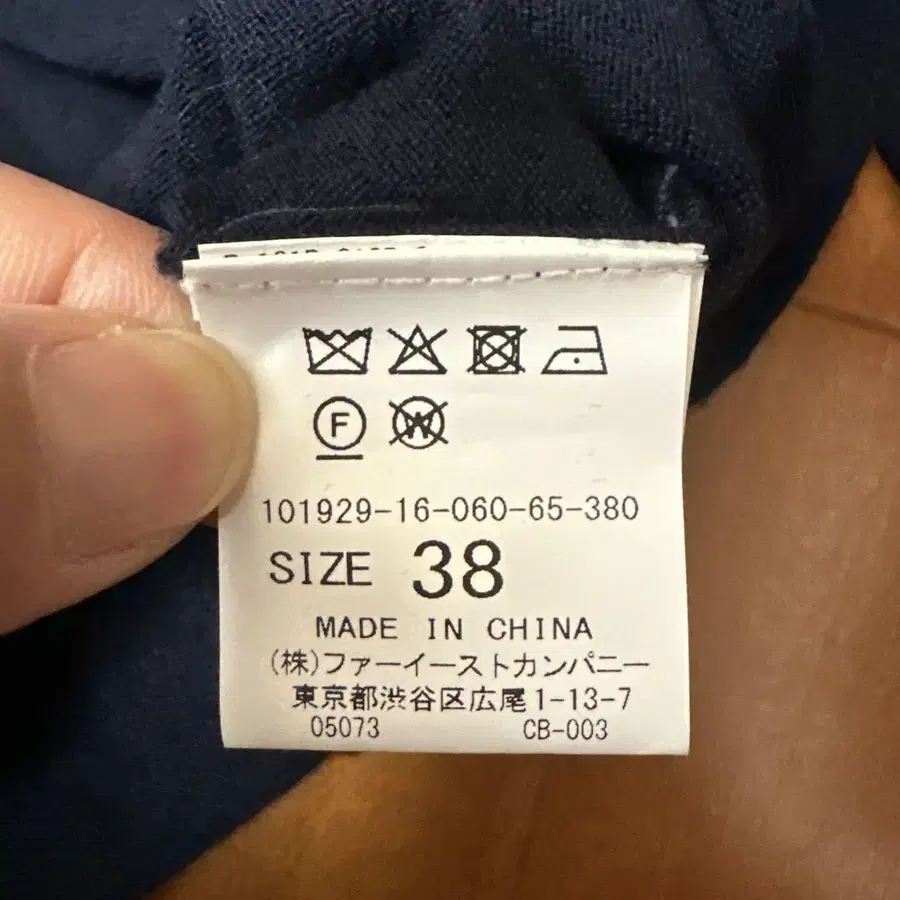 F W
101929-16-060-65-380
SIZE 38
MADE IN CHINA
(株)ファーイーストカンパニー
東京都渋谷区広尾1-13-7
05073 CB-003